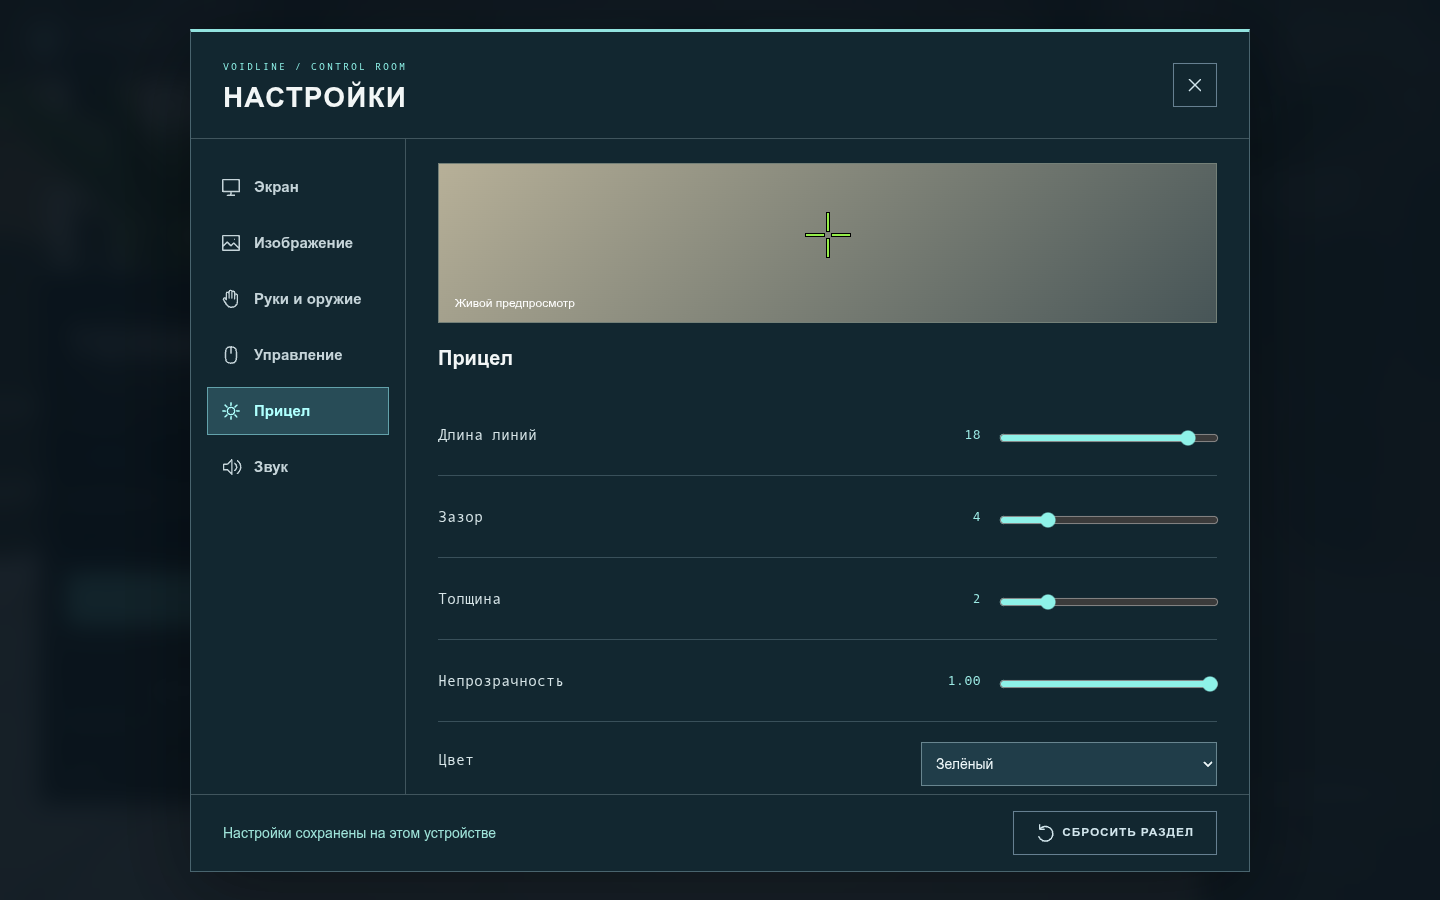 VOIDLINE / CONTROL ROOM
НАСТРОЙКИ
Экран
Изображение
Руки и оружие
Управление
Прицел
Звук
Живой предпросмотр
Прицел
Длина линий 18
Зазор 4
Толщина 2
Непрозрачность 1.00
Цвет Зелёный
Настройки сохранены на этом устройстве
СБРОСИТЬ РАЗДЕЛ